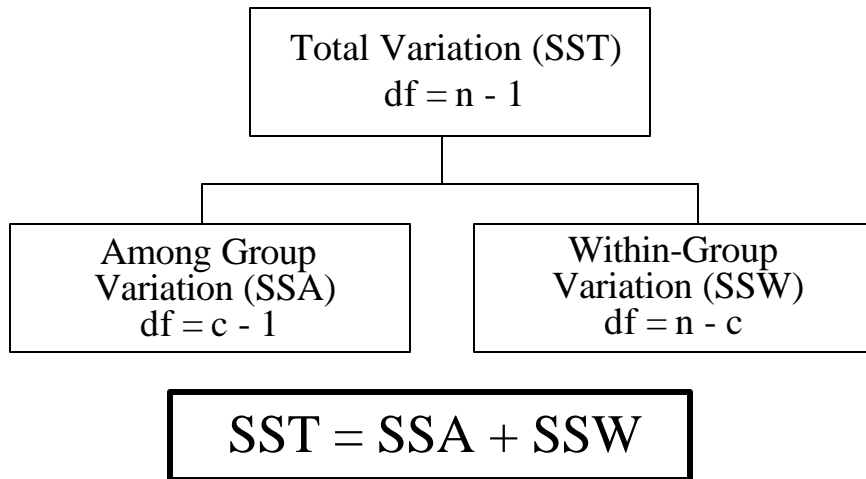 Total Variation (SST)
df = n - 1
Among Group
Variation (SSA)
df = c - 1
Within-Group
Variation (SSW)
df = n - c
SST = SSA + SSW